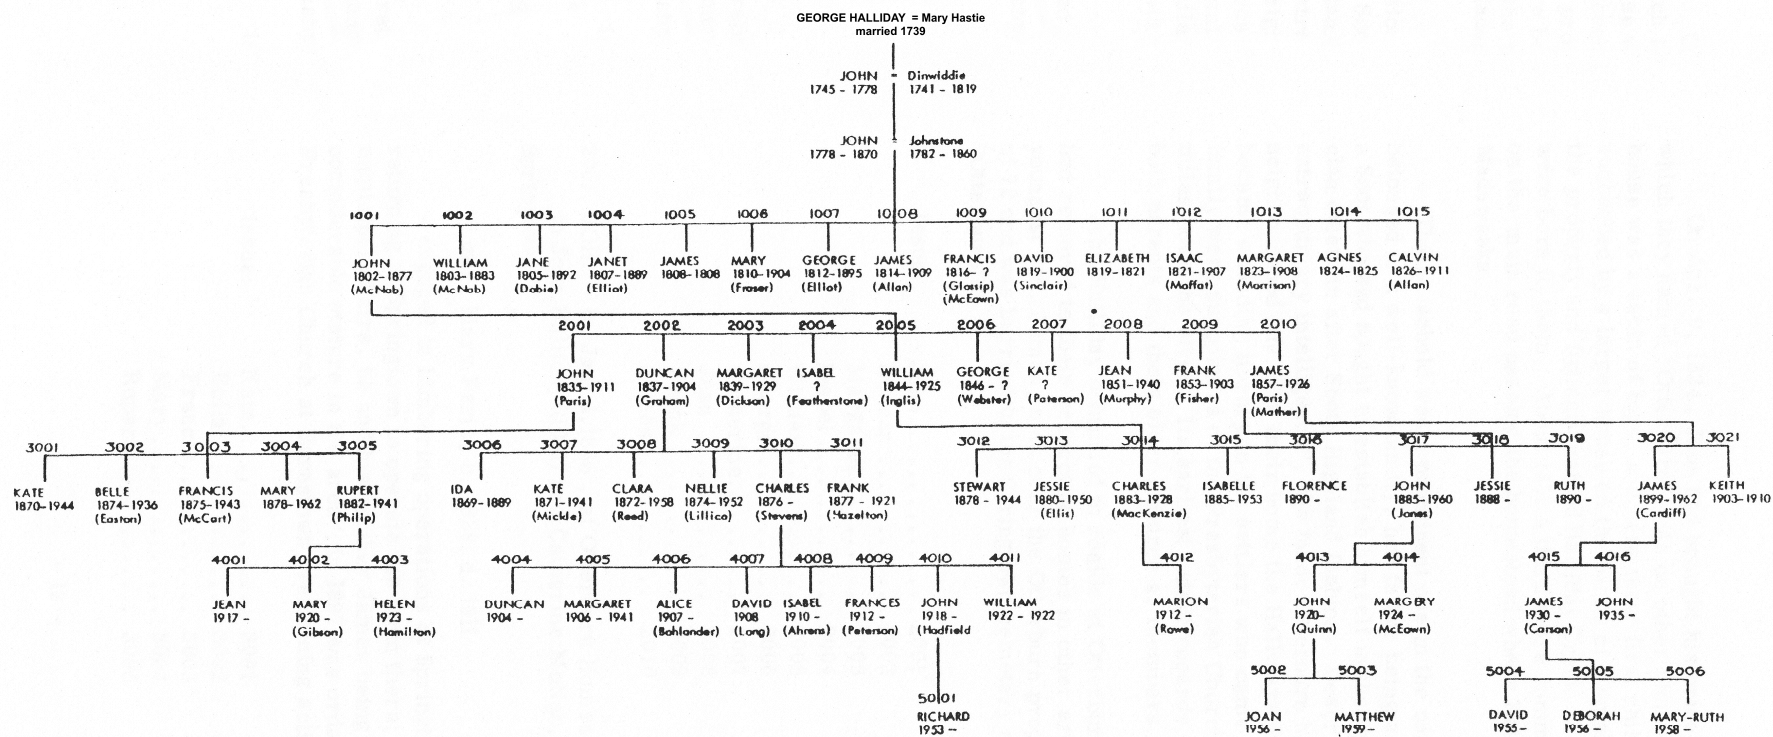 GEORGE HALLIDAY = Mary Hastie
married 1739
JOHN = Dinwiddie
1745 - 1778 1741 - 1819
JOHN = Johnstone
1778 - 1870 1782 - 1860
1001 1002 1003 1004 1005 1006 1007 1008 1009 1010 1011 1012 1013 1014 1015
JOHN WILLIAM JANE JANET JAMES MARY GEORGE JAMES FRANCIS DAVID ELIZABETH ISAAC MARGARET AGNES CALVIN
1802-1877 1803-1883 1805-1892 1807-1889 1808-1808 1810-1904 1812-1895 1814-1909 1816- ? 1819-1900 1819-1821 1821-1907 1823-1908 1824-1825 1826-1911
(McNab) (McNab) (Dobie) (Elliot) (Fraser) (Elliot) (Allan) (Glossip) (Sinclair) (Moffat) (Morrison) (Allan)
(McEown)
2001 2002 2003 2004 2005 2006 2007 2008 2009 2010
JOHN DUNCAN MARGARET ISABEL WILLIAM GEORGE KATE JEAN FRANK JAMES
1835-1911 1837-1904 1839-1929 ? 1844-1925 1846 - ? ? 1851-1940 1853-1903 1857-1926
(Paris) (Graham) (Dickson) (Featherstone) (Inglis) (Webster) (Paterson) (Murphy) (Fisher) (Paris)
(Mather)
3001 3002 3003 3004 3005 3006 3007 3008 3009 3010 3011 3012 3013 3014 3015 3016 3017 3018 3019 3020 3021
KATE BELLE FRANCIS MARY RUPERT IDA KATE CLARA NELLIE CHARLES FRANK STEWART JESSIE CHARLES ISABELLE FLORENCE JOHN JESSIE RUTH JAMES KEITH
1870-1944 1874-1936 1875-1943 1878-1962 1882-1941 1869-1889 1871-1941 1872-1958 1874-1952 1876 - 1877 - 1921 1878 - 1944 1880-1950 1883-1928 1885-1953 1890 - 1885-1960 1888 - 1890 - 1899-1962 1903-1910
(Easton) (McCart) (Philip) (Mickle) (Reed) (Lillico) (Stevens) (Hazelton) (Ellis) (MacKenzie) (Jones) (Cardiff)
4001 4002 4003 4004 4005 4006 4007 4008 4009 4010 4011 4012 4013 4014 4015 4016
JEAN MARY HELEN DUNCAN MARGARET ALICE DAVID ISABEL FRANCES JOHN WILLIAM MARION JOHN MARGERY JAMES JOHN
1917 - 1920 - 1923 - 1904 - 1906 - 1941 1907 - 1908 1910 - 1912 - 1918 - 1922 - 1922 1912 - 1920- 1924 - 1930 - 1935 -
(Gibson) (Hamilton) (Bohlander) (Long) (Ahrens) (Peterson) (Hadfield (Rowe) (Quinn) (McEown) (Carson)
5001 5002 5003 5004 5005 5006
RICHARD JOAN MATTHEW DAVID DEBORAH MARY-RUTH
1953 - 1956 - 1959- 1955- 1956 - 1958 -